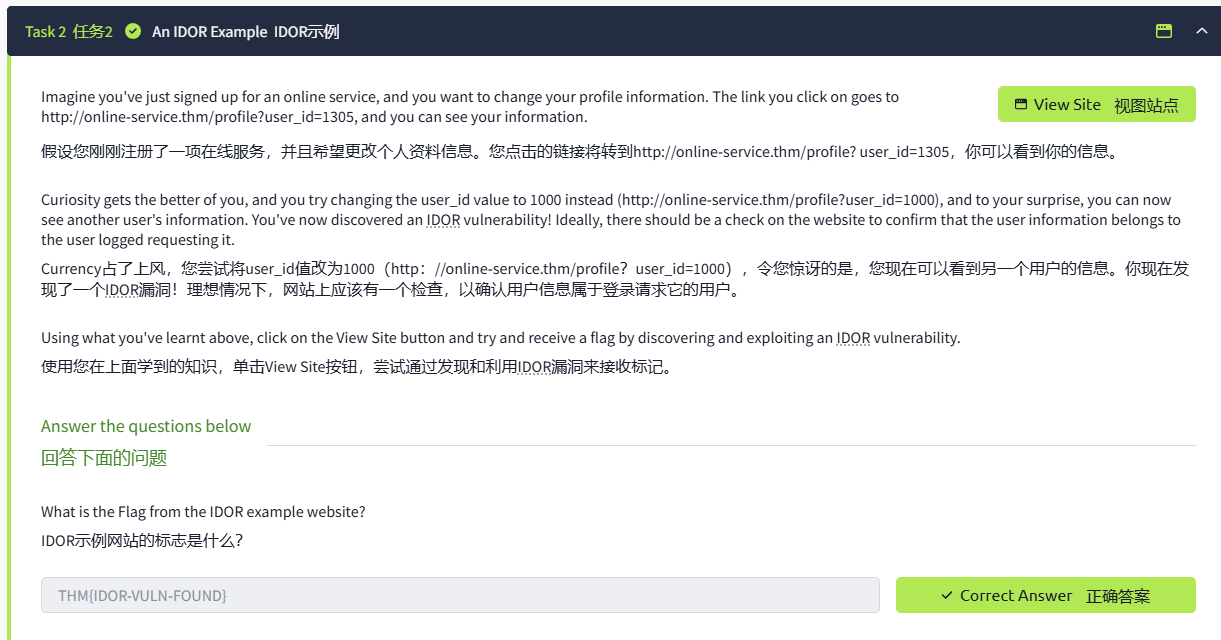 Task 2 任务2 An IDOR Example IDOR示例
Imagine you've just signed up for an online service, and you want to change your profile information. The link you click on goes to
http://online-service.thm/profile?user_id=1305, and you can see your information.
View Site 视图站点
假设您刚刚注册了一项在线服务，并且希望更改个人资料信息。您点击的链接将转到http://online-service.thm/profile? user_id=1305，你可以看到你的信息。
Curiosity gets the better of you, and you try changing the user_id value to 1000 instead (http://online-service.thm/profile?user_id=1000), and to your surprise, you can now
see another user's information. You've now discovered an IDOR vulnerability! Ideally, there should be a check on the website to confirm that the user information belongs to
the user logged requesting it.
Currency占了上风，您尝试将user_id值改为1000（http：//online-service.thm/profile？user_id=1000），令您惊讶的是，您现在可以看到另一个用户的信息。你现在发
现了一个IDOR漏洞！理想情况下，网站上应该有一个检查，以确认用户信息属于登录请求它的用户。
Using what you've learnt above, click on the View Site button and try and receive a flag by discovering and exploiting an IDOR vulnerability.
使用您在上面学到的知识，单击View Site按钮，尝试通过发现和利用IDOR漏洞来接收标记。
Answer the questions below
回答下面的问题
What is the Flag from the IDOR example website?
IDOR示例网站的标志是什么？
THM{IDOR-VULN-FOUND}
Correct Answer 正确答案